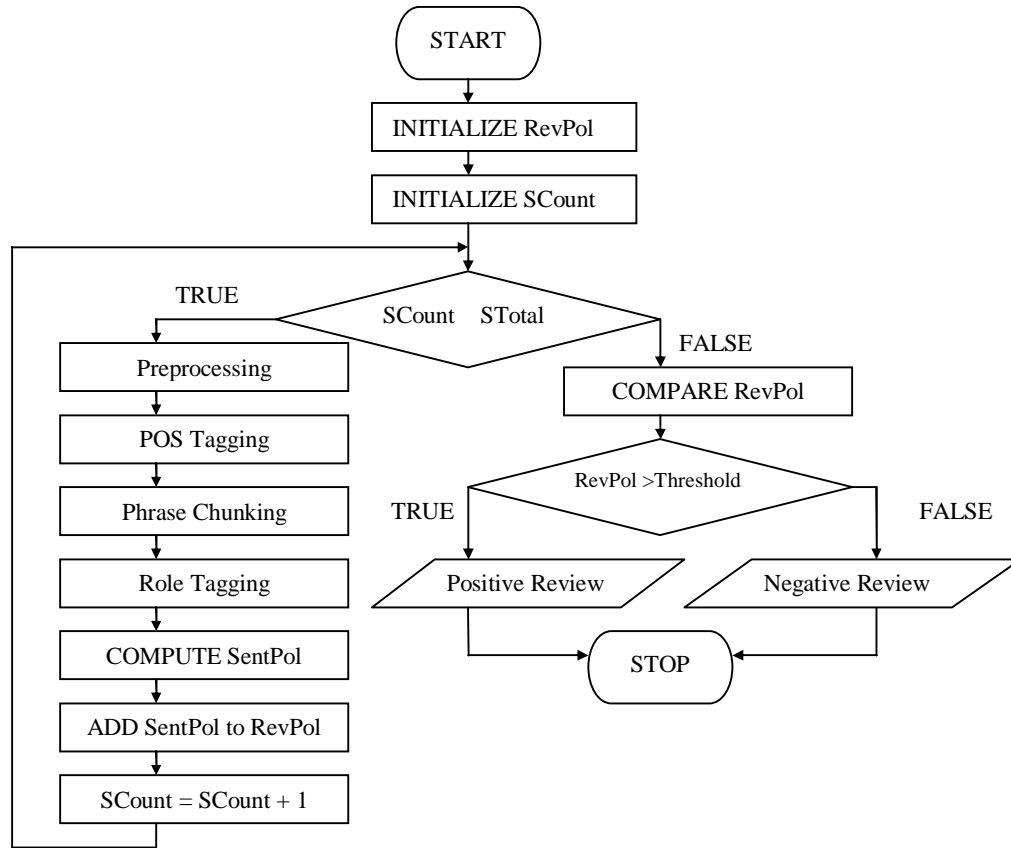 START
INITIALIZE RevPol
INITIALIZE SCount
TRUE
SCount STotal
FALSE
Preprocessing
COMPARE RevPol
POS Tagging
RevPol >Threshold
Phrase Chunking
TRUE
FALSE
Role Tagging
Positive Review
Negative Review
COMPUTE SentPol
STOP
ADD SentPol to RevPol
SCount = SCount + 1